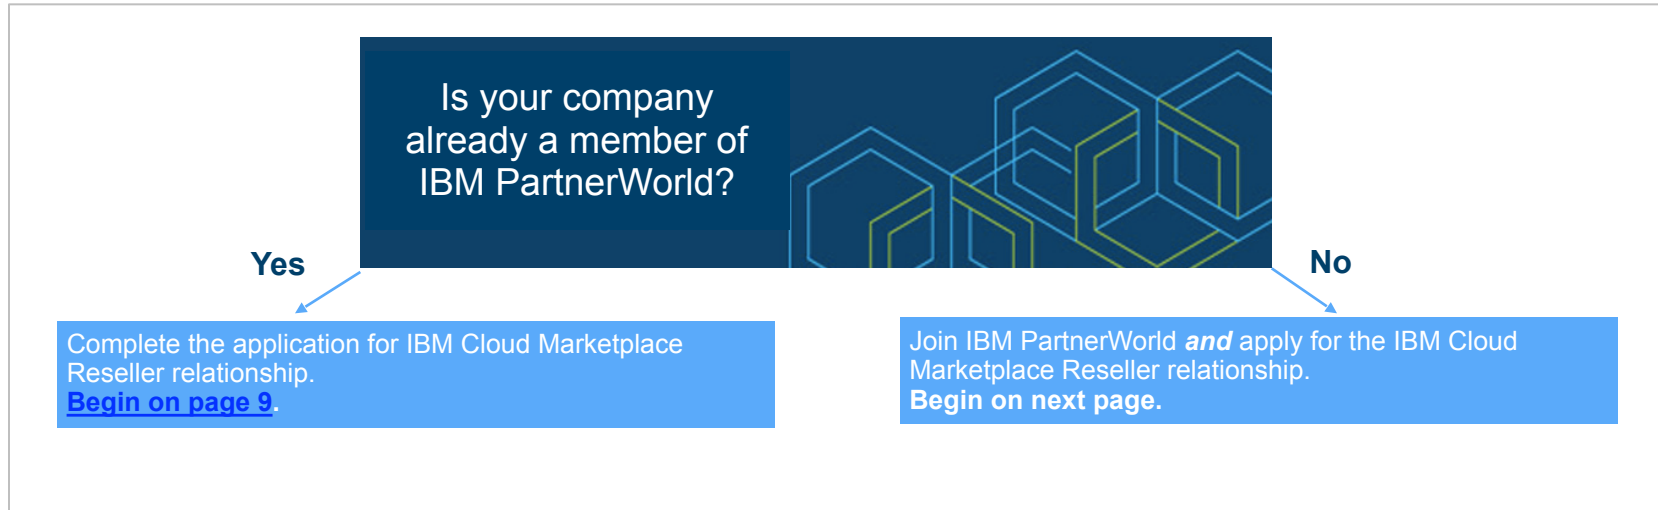 Is your company
already a member of
IBM PartnerWorld?
Yes
No
Complete the application for IBM Cloud Marketplace
Reseller relationship.
Begin on page 9.
Join IBM PartnerWorld and apply for the IBM Cloud
Marketplace Reseller relationship.
Begin on next page.